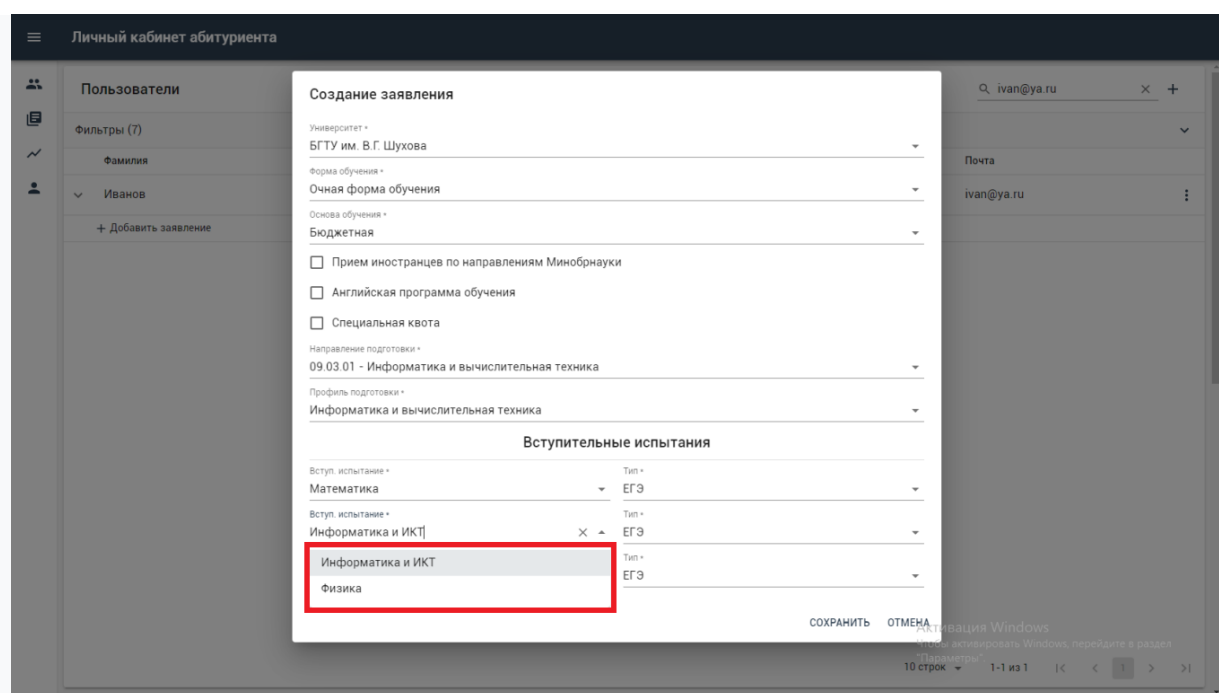 Личный кабинет абитуриента
Пользователи
ivan@ya.ru
Фильтры (7)
Фамилия
Почта
Иванов
ivan@ya.ru
Добавить заявление
Создание заявления
Университет *
БГТУ им. В.Г. Шухова
Форма обучения *
Очная форма обучения
Основа обучения *
Бюджетная
Прием иностранцев по направлениям Минобрнауки
Английская программа обучения
Специальная квота
Направление подготовки *
09.03.01 - Информатика и вычислительная техника
Профиль подготовки *
Информатика и вычислительная техника
Вступительные испытания
Вступ. испытание * Тип *
Математика ЕГЭ
Вступ. испытание * Тип *
Информатика и ИКТ ЕГЭ
Информатика и ИКТ
Физика
Тип *
ЕГЭ
СОХРАНИТЬ ОТМЕНА
Активация Windows
Чтобы активировать Windows, перейдите в раздел
"Параметры".
10 строк 1-1 из 1 1